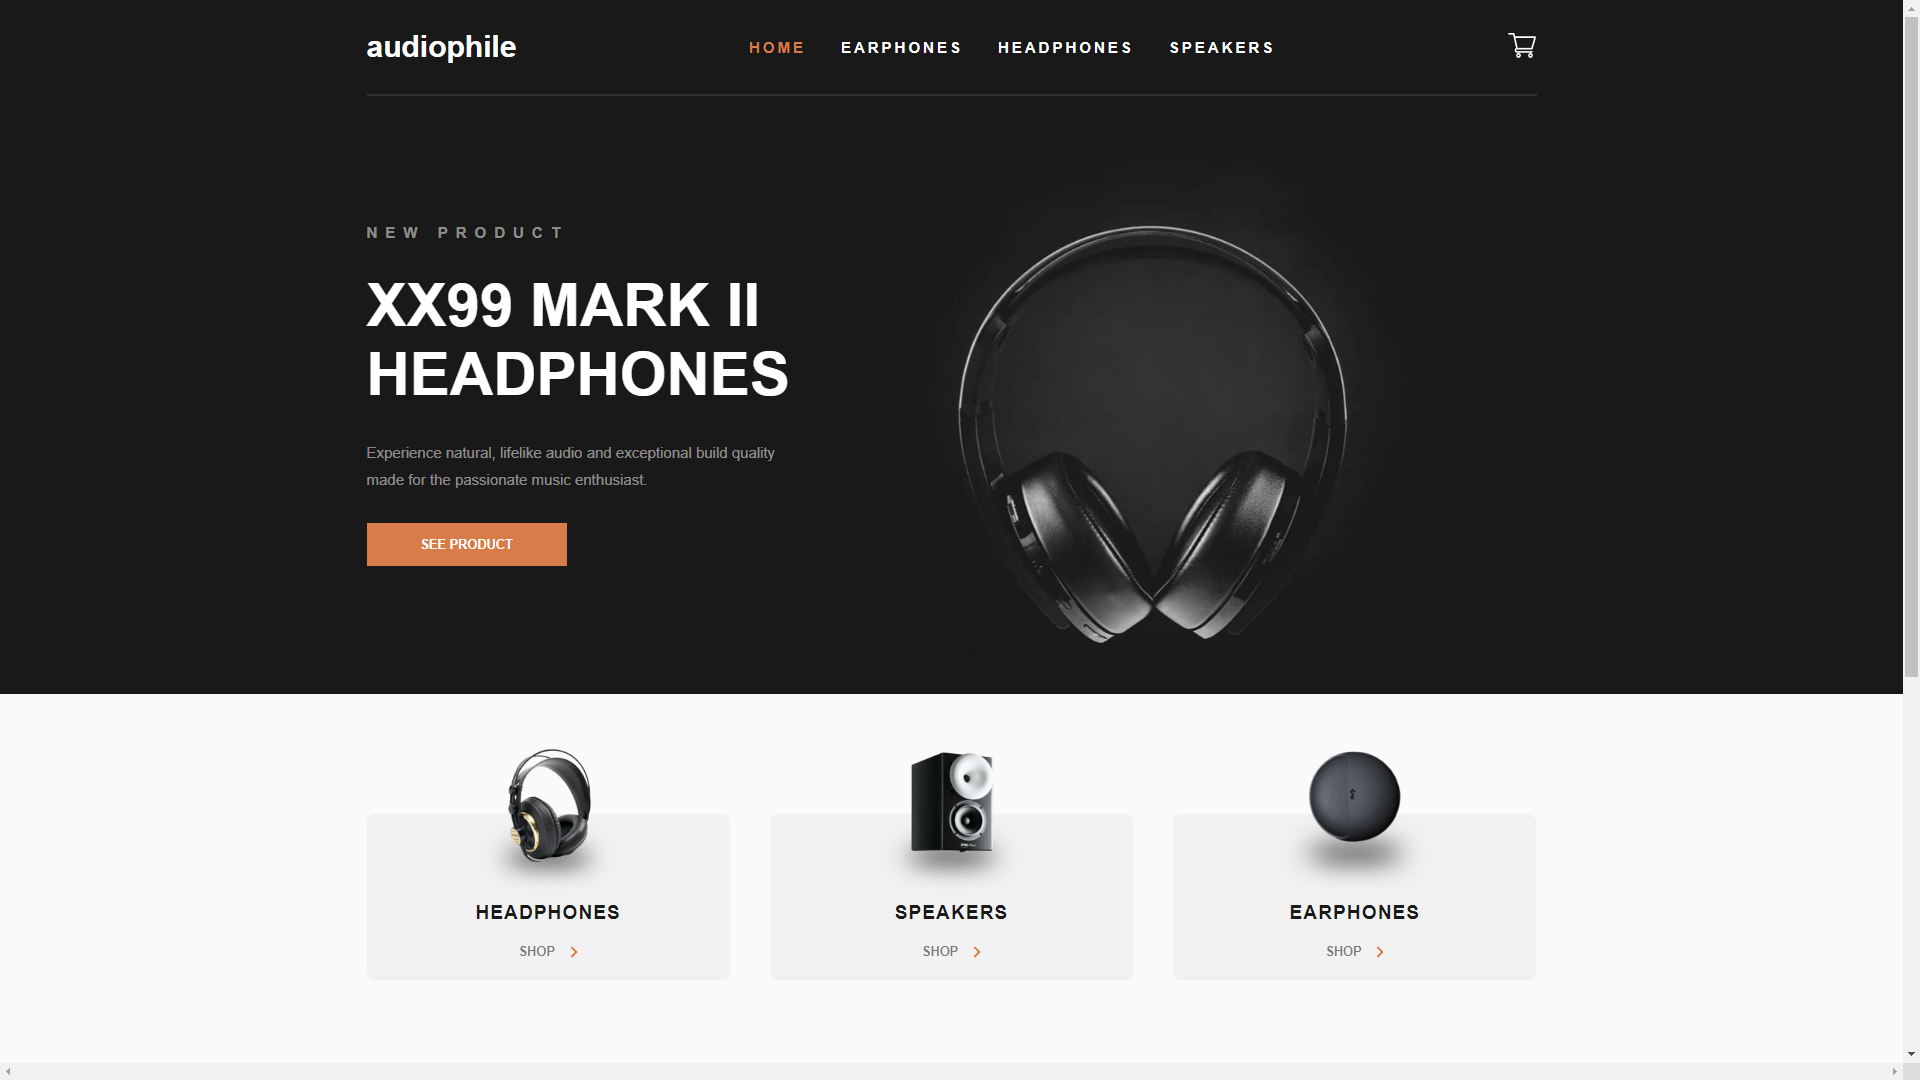 audiophile
HOME EARPHONES HEADPHONES SPEAKERS
NEW PRODUCT
XX99 MARK II
HEADPHONES
Experience natural, lifelike audio and exceptional build quality
made for the passionate music enthusiast.
SEE PRODUCT
HEADPHONES
SHOP
SPEAKERS
SHOP
EARPHONES
SHOP